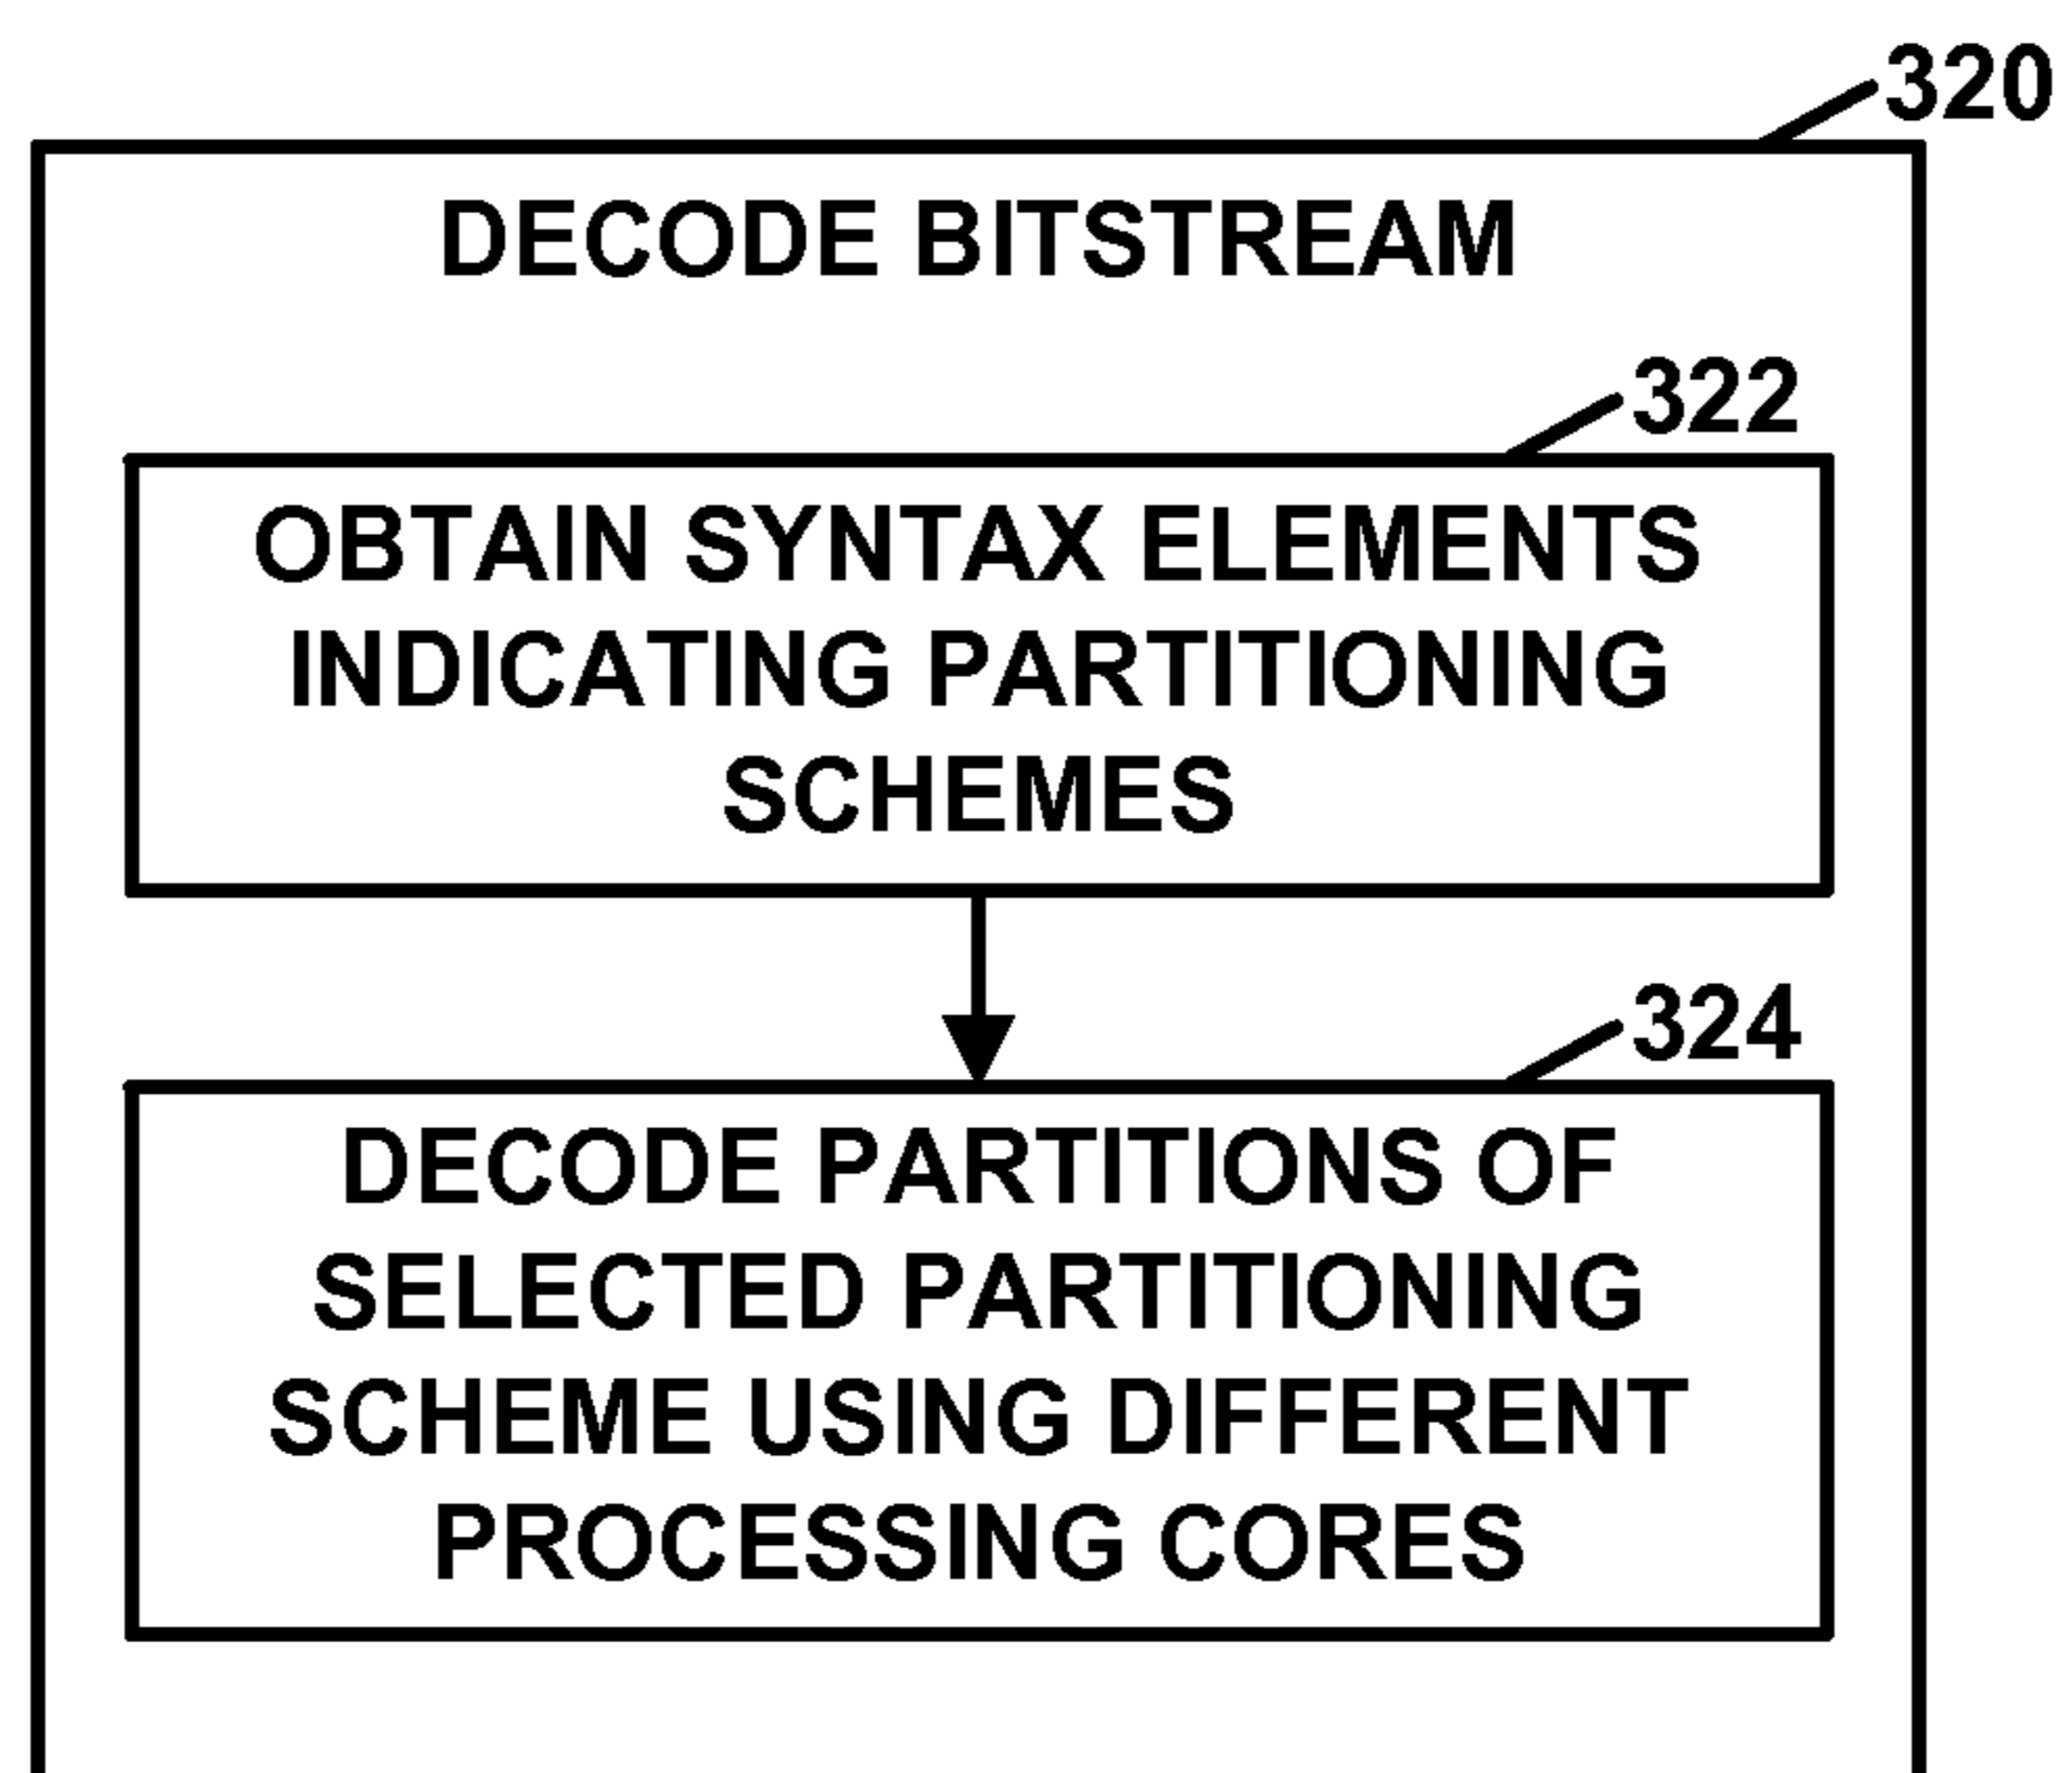 320
DECODE BITSTREAM
322
OBTAIN SYNTAX ELEMENTS
INDICATING PARTITIONING
SCHEMES
324
DECODE PARTITIONS OF
SELECTED PARTITIONING
SCHEME USING DIFFERENT
PROCESSING CORES